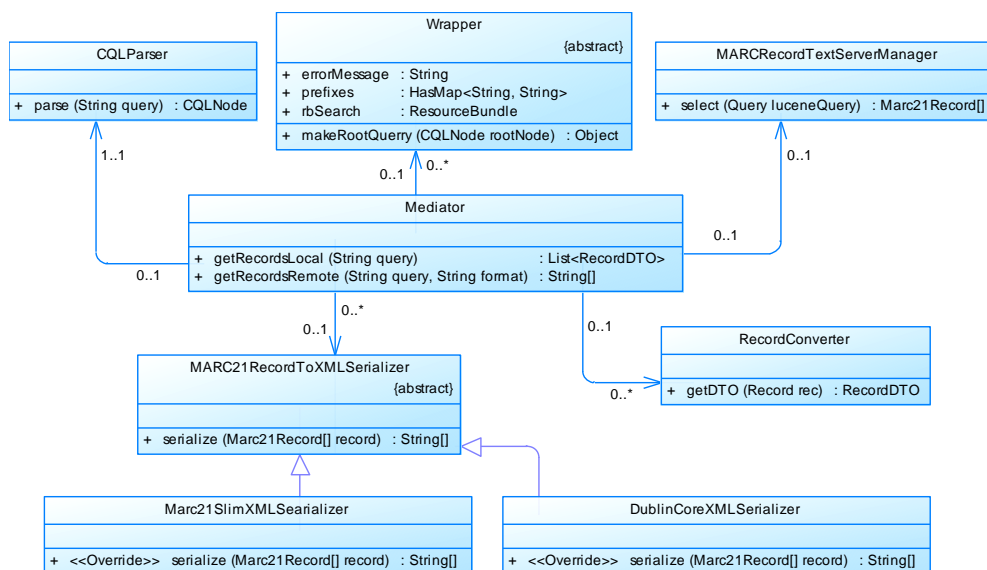 Wrapper
{abstract}
+ errorMessage : String
+ prefixes : HasMap<String, String>
+ rbSearch : ResourceBundle
+ makeRootQuerry (CQLNode rootNode) : Object
CQLParser
+ parse (String query) : CQLNode
MARCRecordTextServerManager
+ select (Query luceneQuery) : Marc21Record[]
1..1
0..1
0..*
0..1
Mediator
+ getRecordsLocal (String query) : List<RecordDTO>
+ getRecordsRemote (String query, String format) : String[]
0..1
0..1
0..*
0..1
0..1
0..*
MARC21RecordToXMLSerializer
{abstract}
+ serialize (Marc21Record[] record) : String[]
RecordConverter
+ getDTO (Record rec) : RecordDTO
Marc21SlimXMLSearializer
+ <<Override>> serialize (Marc21Record[] record) : String[]
DublinCoreXMLSerializer
+ <<Override>> serialize (Marc21Record[] record) : String[]